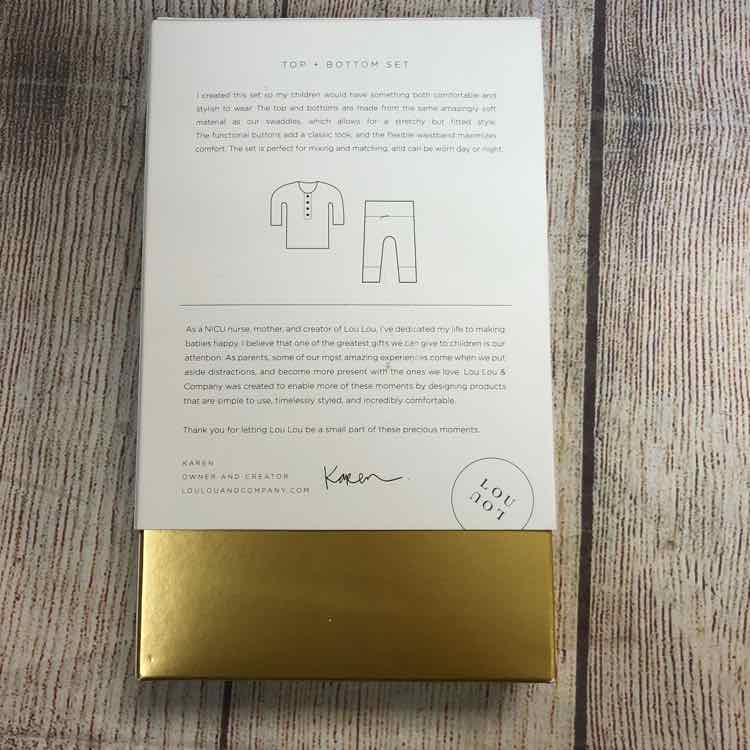 TOP + BOTTOM SET
I created this set so my children would have something both comfortable and
stylish to wear. The top and bottoms are made from the same amazingly soft
material as our swaddles, which allows for a stretchy but fitted style.
The functional buttons add a classic look, and the flexible waistband maximizes
comfort. The set is perfect for mixing and matching, and can be worn day or night.
As a NICU nurse, mother, and creator of Lou Lou, I've dedicated my life to making
babies happy. I believe that one of the greatest gifts we can give to children is our
attention. As parents, some of our most amazing experiences come when we put
aside distractions, and become more present with the ones we love. Lou Lou &
Company was created to enable more of these moments by designing products
that are simple to use, timelessly styled, and incredibly comfortable.
Thank you for letting Lou Lou be a small part of these precious moments.
KAREN
OWNER AND CREATOR
LOULOUANDCOMPANY.COM
Karen
LOU
LOU